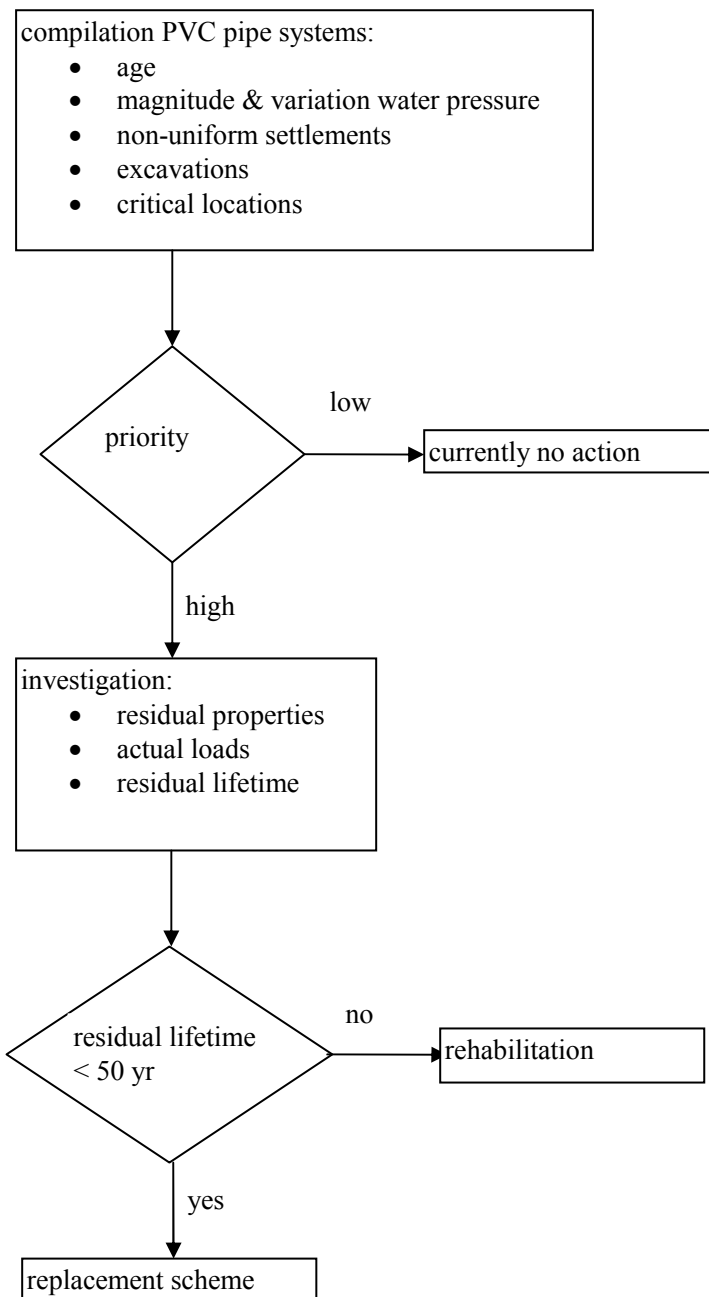 compilation PVC pipe systems:
• age
• magnitude & variation water pressure
• non-uniform settlements
• excavations
• critical locations
low
priority
currently no action
high
investigation:
• residual properties
• actual loads
• residual lifetime
no
residual lifetime
< 50 yr
rehabilitation
yes
replacement scheme